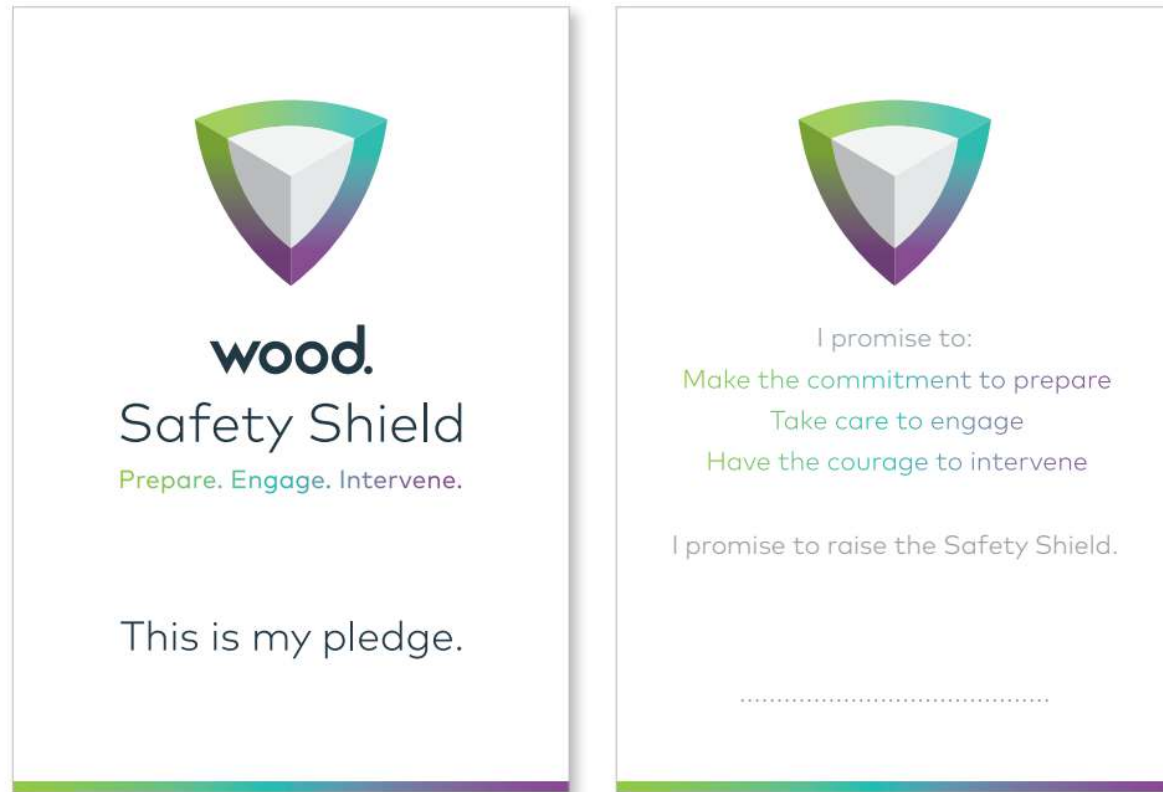 wood.
Safety Shield
Prepare. Engage. Intervene.
This is my pledge.
I promise to:
Make the commitment to prepare
Take care to engage
Have the courage to intervene
I promise to raise the Safety Shield.